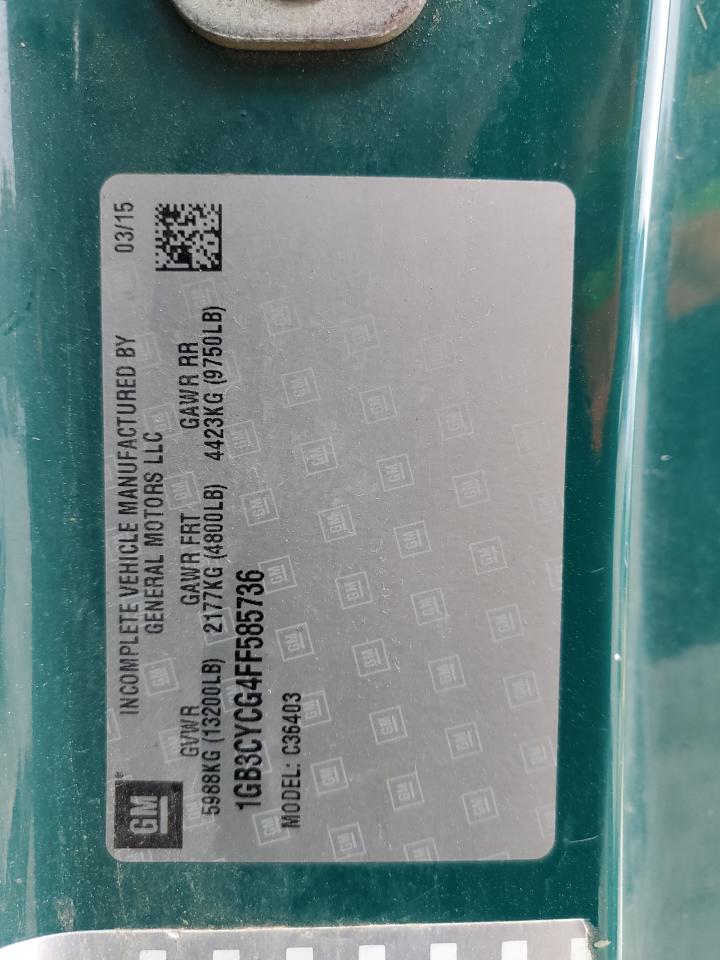 GM
INCOMPLETE VEHICLE MANUFACTURED BY 03/15
GENERAL MOTORS LLC
GVWR GAWR FRT GAWR RR
5988KG (13200LB) 2177KG (4800LB) 4423KG (9750LB)
1GB3CYCG4FF585736
MODEL: C36403